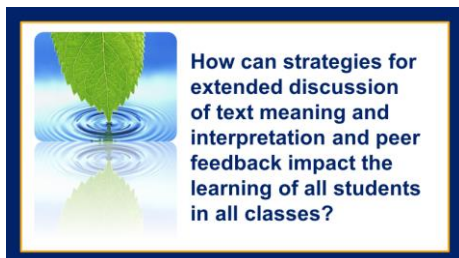 How can strategies for
extended discussion
of text meaning and
interpretation and peer
feedback impact the
learning of all students
in all classes?